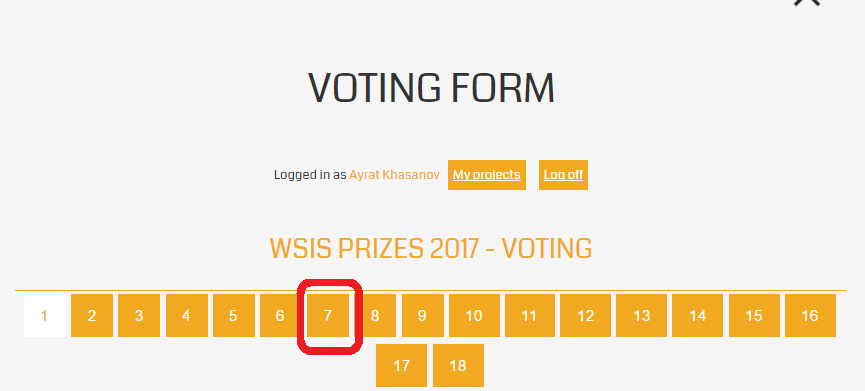 VOTING FORM
Logged in as Ayrat Khasanov My projects Log off
WSIS PRIZES 2017 - VOTING
1 2 3 4 5 6 7 8 9 10 11 12 13 14 15 16
17 18